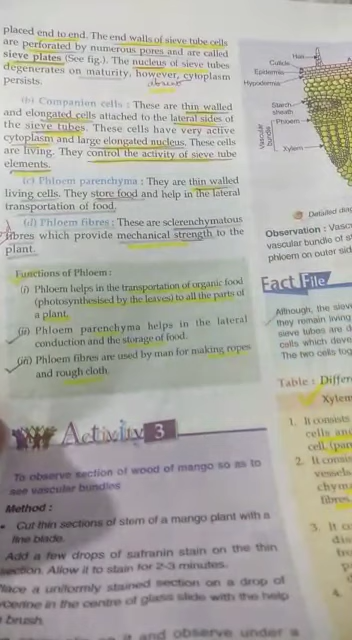 placed end to end. The end walls of sieve tube cells
are perforated by numerous pores and are called
sieve plates (See fig.). The nucleus of sieve tubes
degenerates on maturity, however, cytoplasm
persists.
absent
(b) Companion cells : These are thin walled
and elongated cells attached to the lateral sides of
the sieve tubes. These cells have very active
cytoplasm and large elongated nucleus. These cells
are living. They control the activity of sieve tube
elements.
(c) Phloem parenchyma : They are thin walled
living cells. They store food and help in the lateral
transportation of food.
(d) Phloem fibres : These are sclerenchymatous
fibres which provide mechanical strength to the
plant.
Functions of Phloem :
(i) Phloem helps in the transportation of organic food
(photosynthesised by the leaves) to all the parts of
a plant.
(ii) Phloem parenchyma helps in the lateral
conduction and the storage of food.
(iii) Phloem fibres are used by man for making ropes
and rough cloth.
Activity 3
To observe section of wood of mango so as to
see vascular bundles
Method :
• Cut thin sections of stem of a mango plant with a
fine blade.
Add a few drops of safranin stain on the thin
section. Allow it to stain for 2-3 minutes.
Place a uniformly stained section on a drop of
glycerine in the centre of glass slide with the help
brush.
it and observe under a
Hair
Cuticle
Epidermis
Hypodermis
Starch
sheath
Phloem
Vascular
bundle
Xylem
Detailed diag
Observation : Vasc
vascular bundle of s
phloem on outer sid
Fact File
Although, the siev
they remain living
sieve tubes are d
cells which deve
The two cells tog
Table : Differ
Xylem
1. It consists
cells an
cell, (par
2. It consis
vessels,
chym
fibres
3. It co
dis
fr
4.